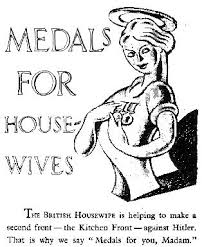 MEDALS
FOR
HOUSE-
WIVES
THE BRITISH HOUSEWIFE is helping to make a
second front — the Kitchen Front — against Hitler.
That is why we say "Medals for you, Madam."